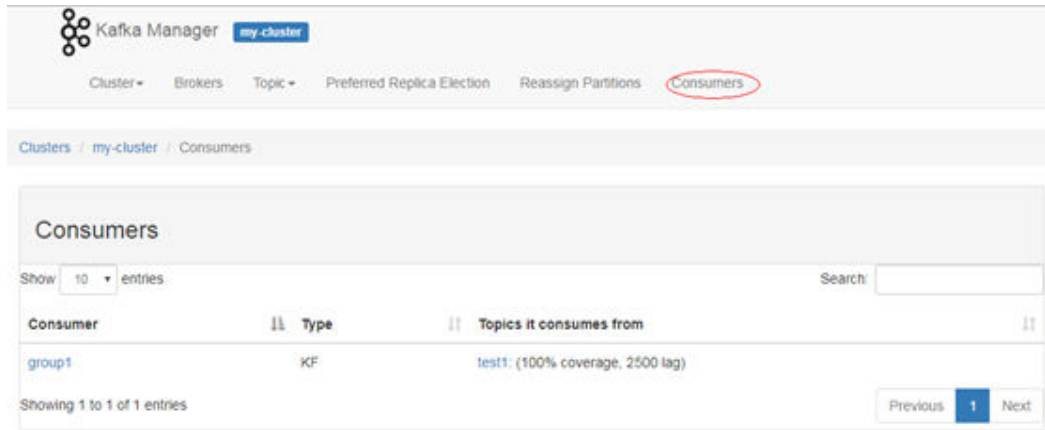 Kafka Manager my-cluster
Cluster Brokers Topic Preferred Replica Election Reassign Partitions Consumers
Clusters / my-cluster / Consumers
Consumers
Show 10 entries Search:
Consumer Type Topics it consumes from
group1 KF test1: (100% coverage, 2500 lag)
Showing 1 to 1 of 1 entries Previous 1 Next